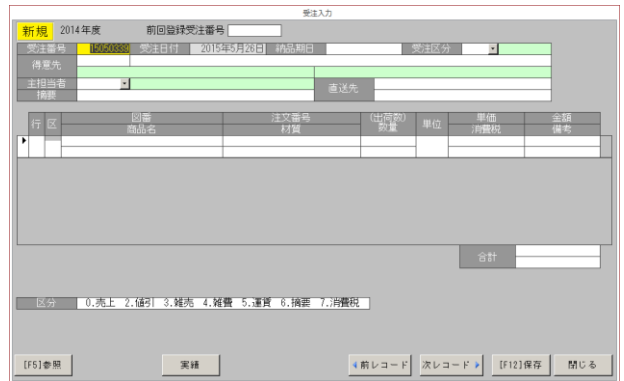 受注入力
新規 2014年度 前回登録受注番号
受注番号 15050339 受注日付 2015年5月26日 納品期日 受注区分
得意先
主担当者 直送先
摘要
行 区 図番 注文番号 (出荷数) 単位 単価 金額
商品名 材質 数量 消費税 備考
合計
区分 0.売上 2.値引 3.雑売 4.雑費 5.運賃 6.摘要 7.消費税
[F5]参照 実績 前レコード 次レコード [F12]保存 閉じる